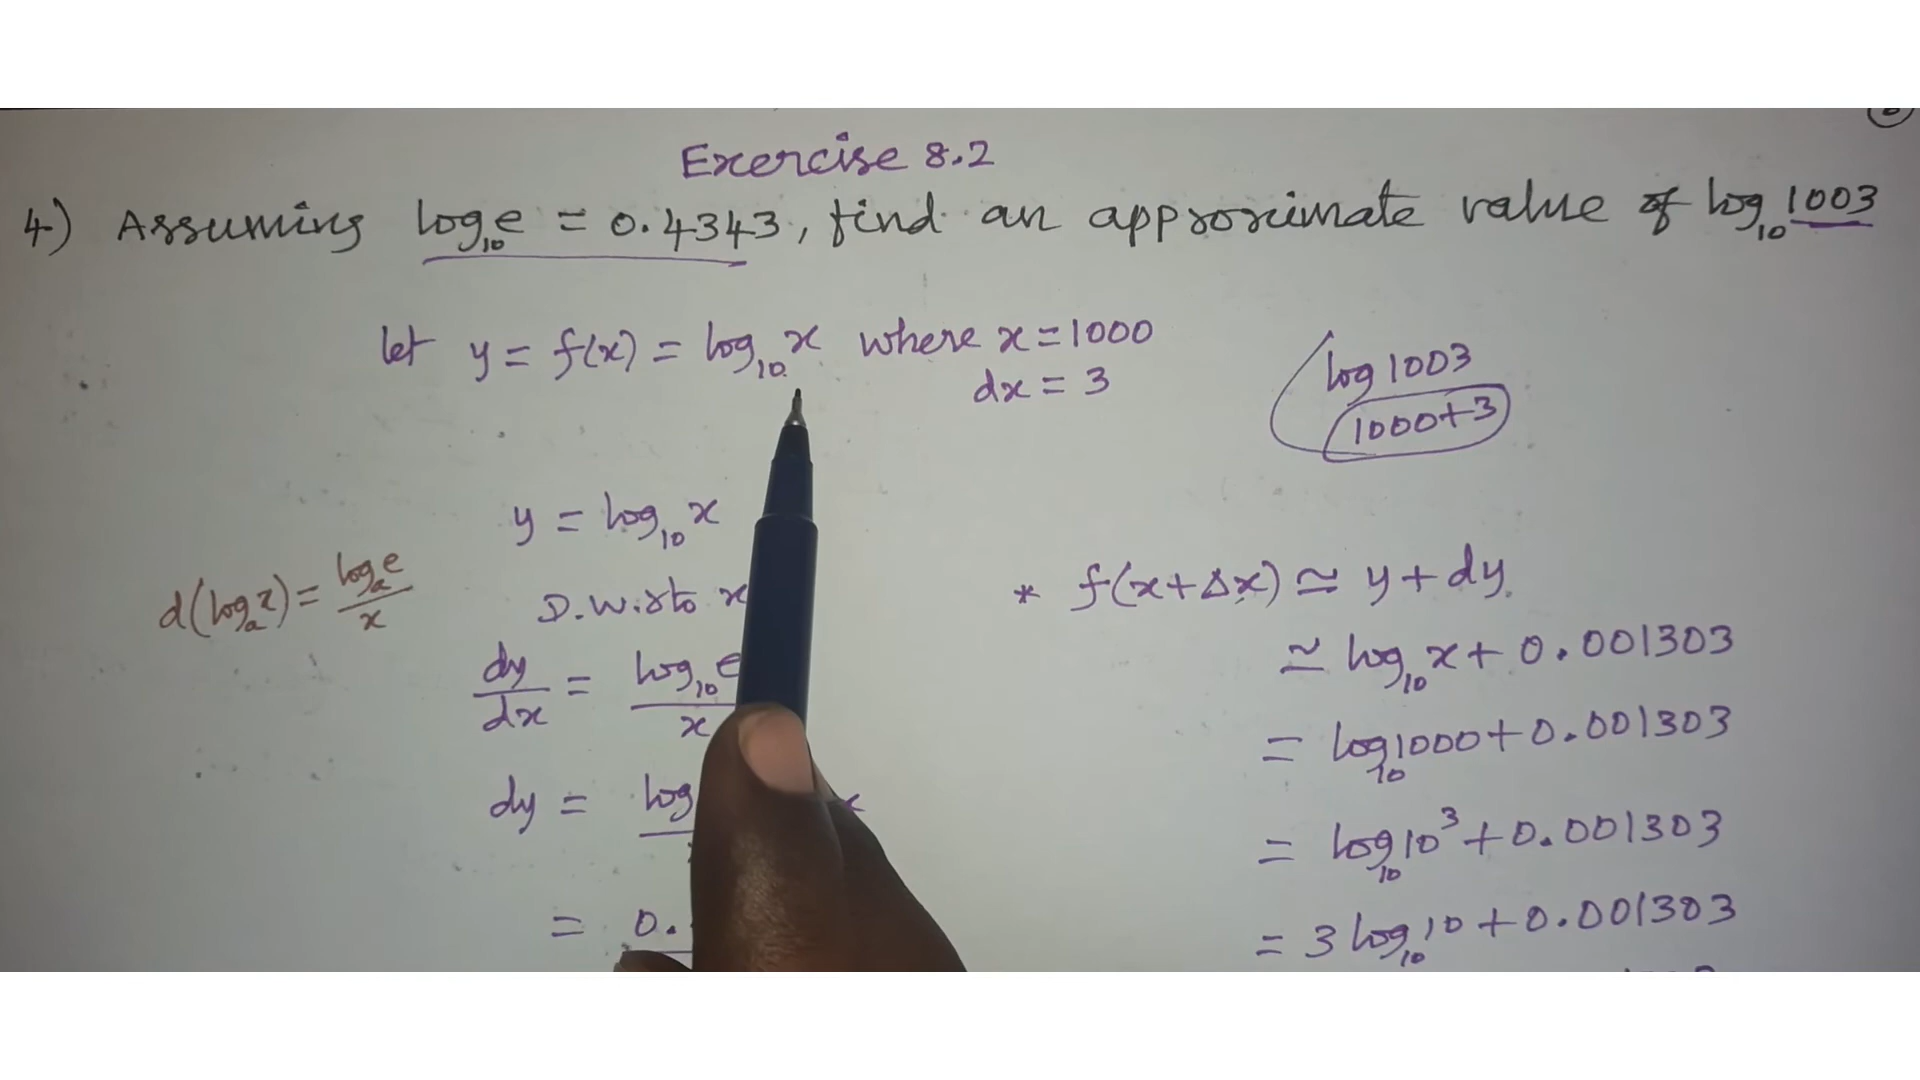 Exercise 8.2
4) Assuming log₁₀e = 0.4343, find an approximate value of log₁₀1003
let y = f(x) = log₁₀x where x = 1000
dx = 3
log 1003
1000+3
y = log₁₀x
D.W.r.to x
d(logₐx) = logₐe / x
dy/dx = log₁₀e / x
dy = log
= 0.
* f(x+Δx) ≃ y + dy.
≃ log₁₀x + 0.001303
= log₁₀1000 + 0.001303
= log₁₀10³ + 0.001303
= 3 log₁₀10 + 0.001303